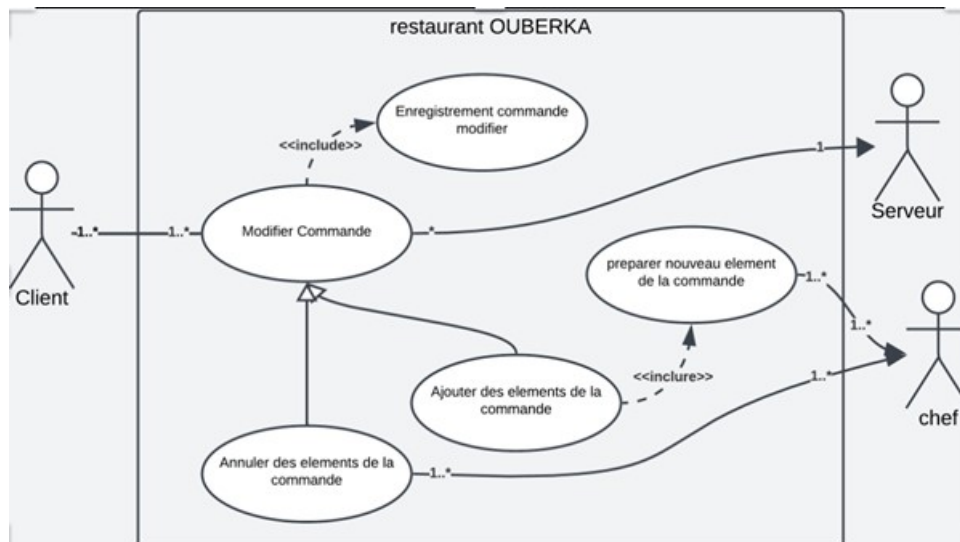 restaurant OUBERKA
Enregistrement commande
modifier
<<include>>
1
Serveur
-1..*
1..*
Modifier Commande
*
preparer nouveau element
de la commande
1..*
Client
1..*
<<inclure>>
1..*
Ajouter des elements de la
commande
chef
Annuler des elements de la
commande
1..*